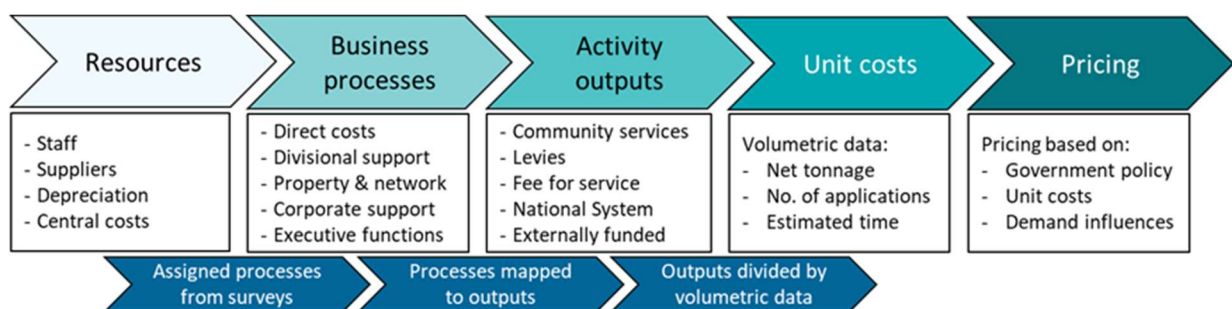 Resources
Business
processes
Activity
outputs
Unit costs
Pricing
- Staff
- Suppliers
- Depreciation
- Central costs
- Direct costs
- Divisional support
- Property & network
- Corporate support
- Executive functions
- Community services
- Levies
- Fee for service
- National System
- Externally funded
Volumetric data:
- Net tonnage
- No. of applications
- Estimated time
Pricing based on:
- Government policy
- Unit costs
- Demand influences
Assigned processes
from surveys
Processes mapped
to outputs
Outputs divided by
volumetric data